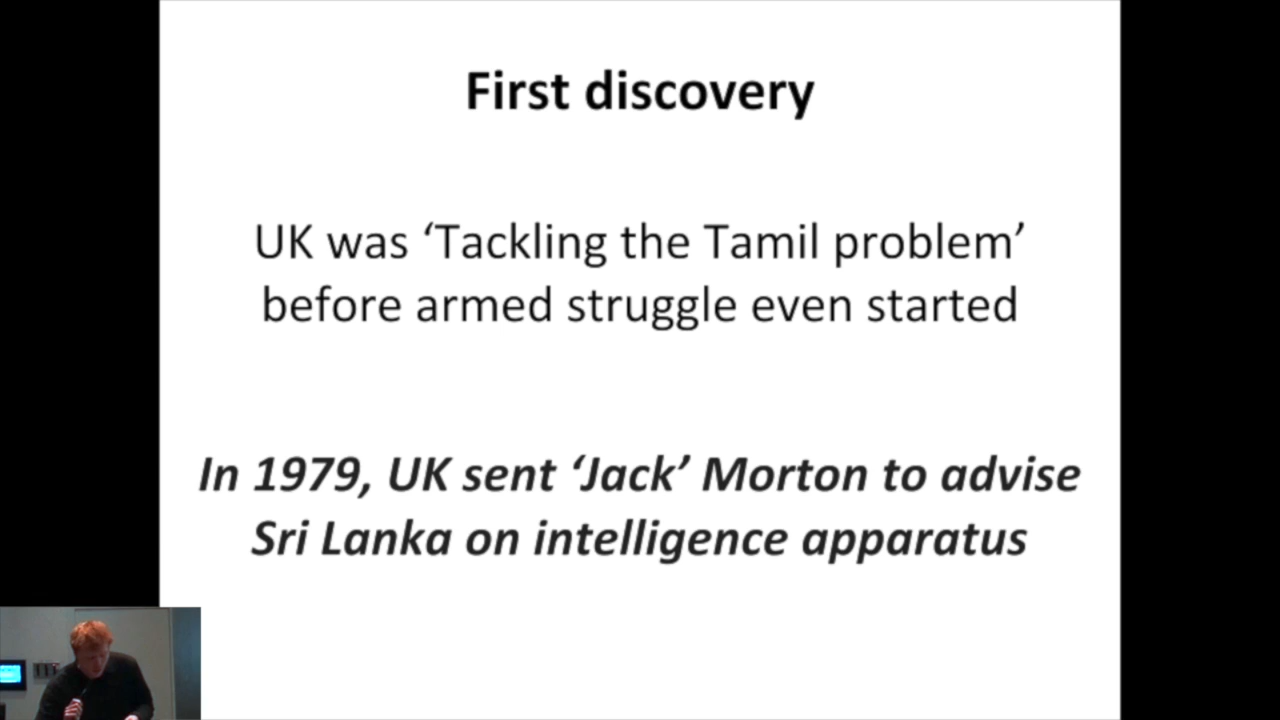 First discovery
UK was ‘Tackling the Tamil problem’
before armed struggle even started
In 1979, UK sent ‘Jack’ Morton to advise
Sri Lanka on intelligence apparatus